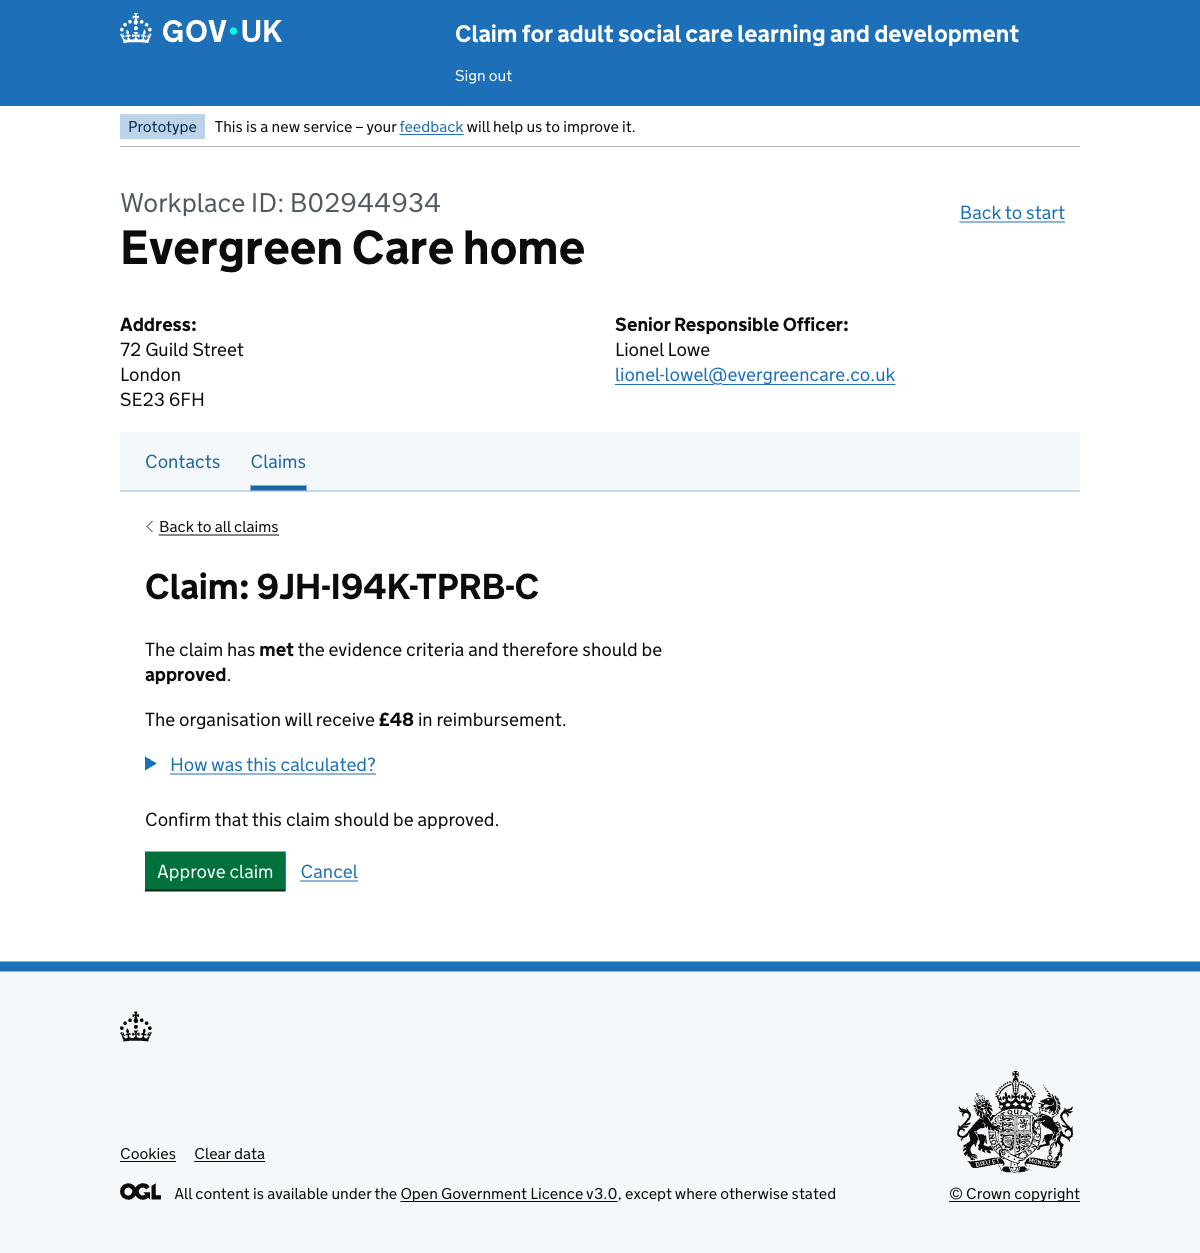 GOV·UK
Claim for adult social care learning and development
Sign out
Prototype This is a new service – your feedback will help us to improve it.
Workplace ID: B02944934
Back to start
Evergreen Care home
Address:
72 Guild Street
London
SE23 6FH
Senior Responsible Officer:
Lionel Lowe
lionel-lowel@evergreencare.co.uk
Contacts Claims
Back to all claims
Claim: 9JH-I94K-TPRB-C
The claim has met the evidence criteria and therefore should be
approved.
The organisation will receive £48 in reimbursement.
How was this calculated?
Confirm that this claim should be approved.
Approve claim Cancel
Cookies Clear data
OGL All content is available under the Open Government Licence v3.0, except where otherwise stated
© Crown copyright